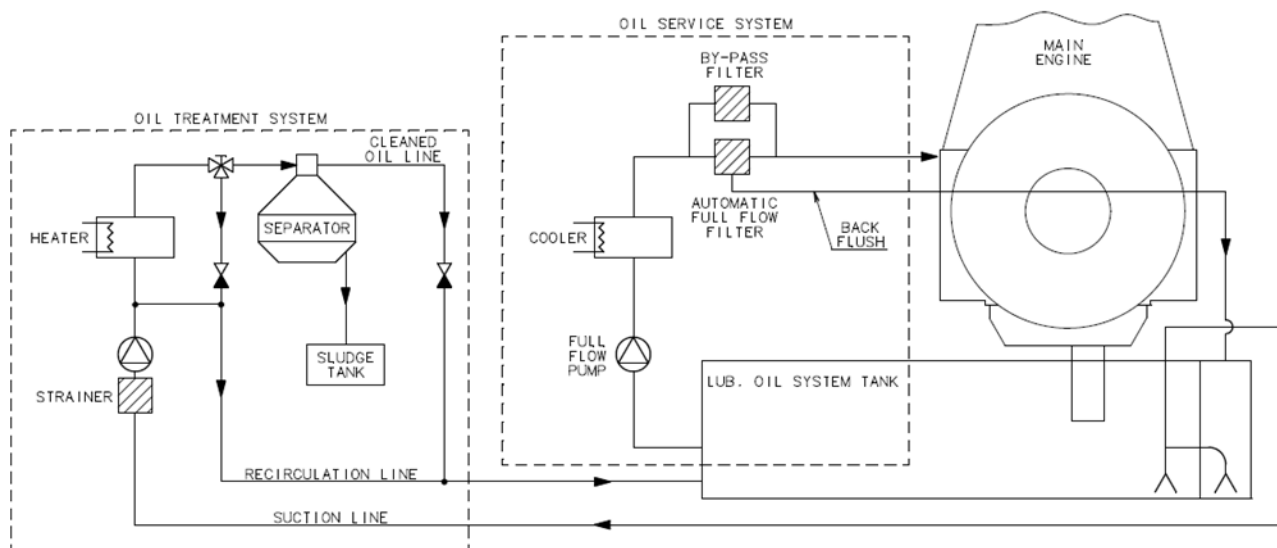 OIL SERVICE SYSTEM
MAIN
ENGINE
BY-PASS
FILTER
OIL TREATMENT SYSTEM
CLEANED
OIL LINE
AUTOMATIC
FULL FLOW
FILTER
BACK
FLUSH
HEATER
SEPARATOR
COOLER
FULL
FLOW
PUMP
SLUDGE
TANK
STRAINER
LUB. OIL SYSTEM TANK
RECIRCULATION LINE
SUCTION LINE